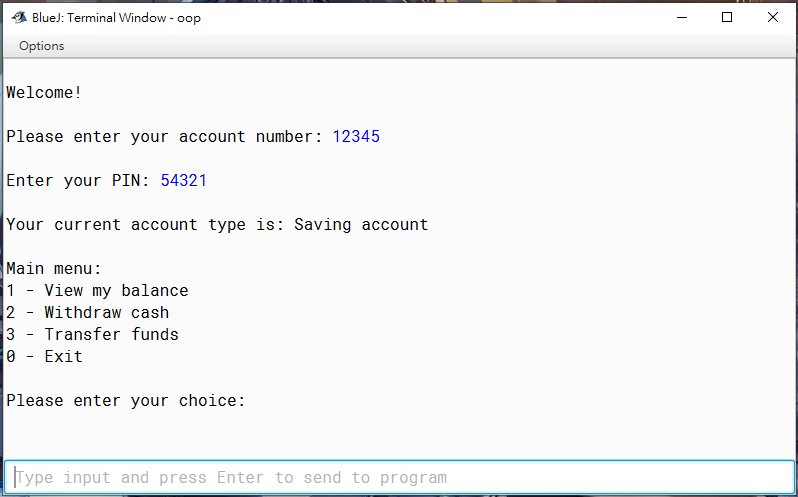 BlueJ: Terminal Window - oop
Options
Welcome!
Please enter your account number: 12345
Enter your PIN: 54321
Your current account type is: Saving account
Main menu:
1 - View my balance
2 - Withdraw cash
3 - Transfer funds
0 - Exit
Please enter your choice:
Type input and press Enter to send to program